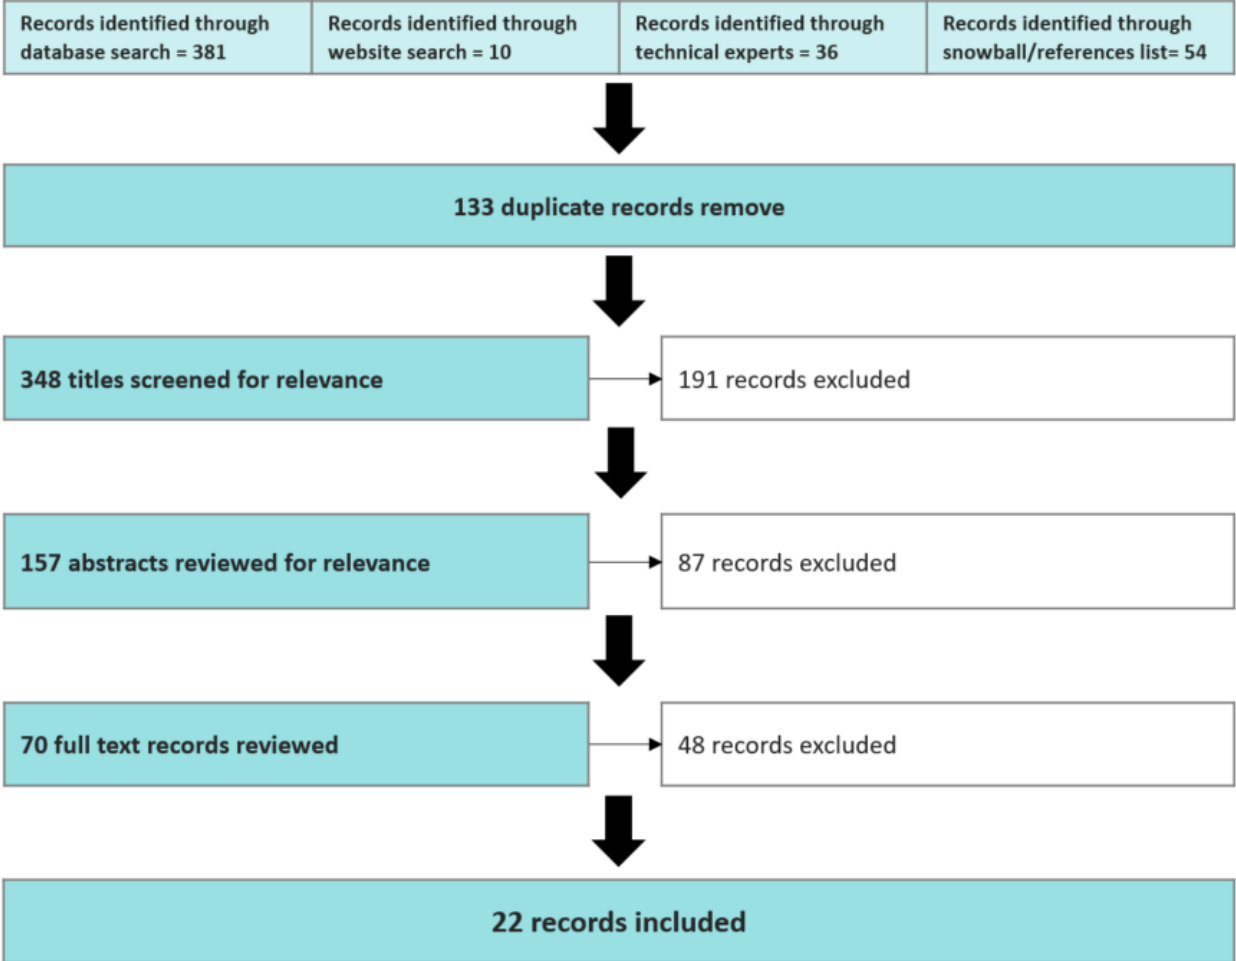 Records identified through
database search = 381
Records identified through
website search = 10
Records identified through
technical experts = 36
Records identified through
snowball/references list= 54
133 duplicate records remove
348 titles screened for relevance
191 records excluded
157 abstracts reviewed for relevance
87 records excluded
70 full text records reviewed
48 records excluded
22 records included